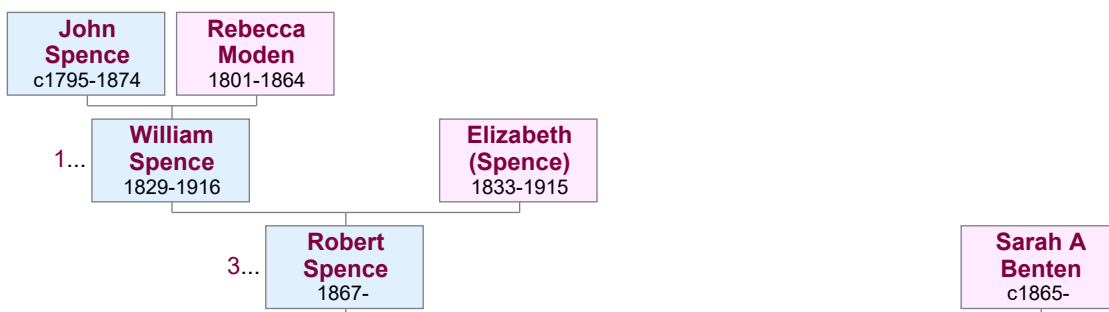 John
Spence
c1795-1874
Rebecca
Moden
1801-1864
1...
William
Spence
1829-1916
Elizabeth
(Spence)
1833-1915
3...
Robert
Spence
1867-
Sarah A
Benten
c1865-